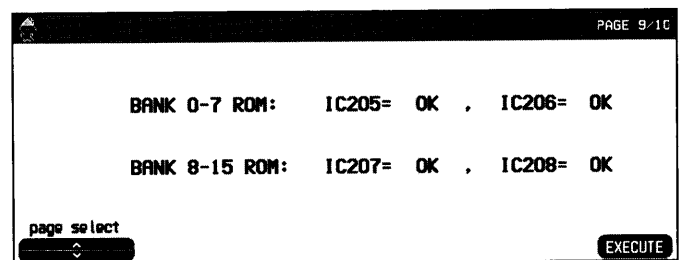 PAGE 9/10
BANK 0-7 ROM: IC205= OK , IC206= OK
BANK 8-15 ROM: IC207= OK , IC208= OK
page select
EXECUTE